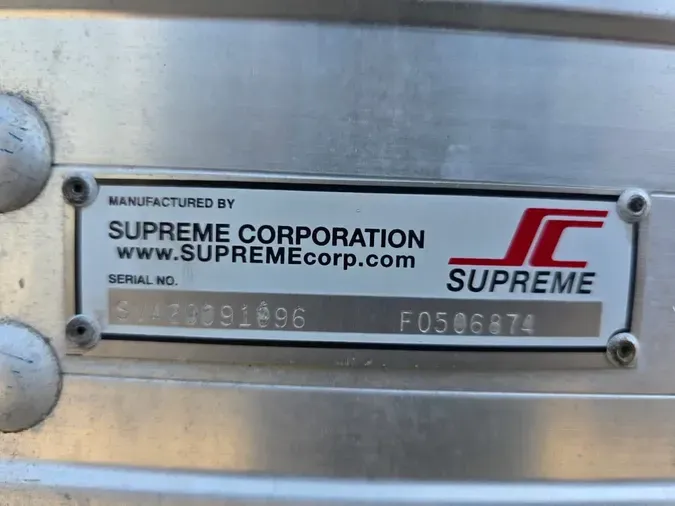 MANUFACTURED BY
SUPREME CORPORATION
www.SUPREMEcorp.com
SUPREME
SERIAL NO.
F0506874